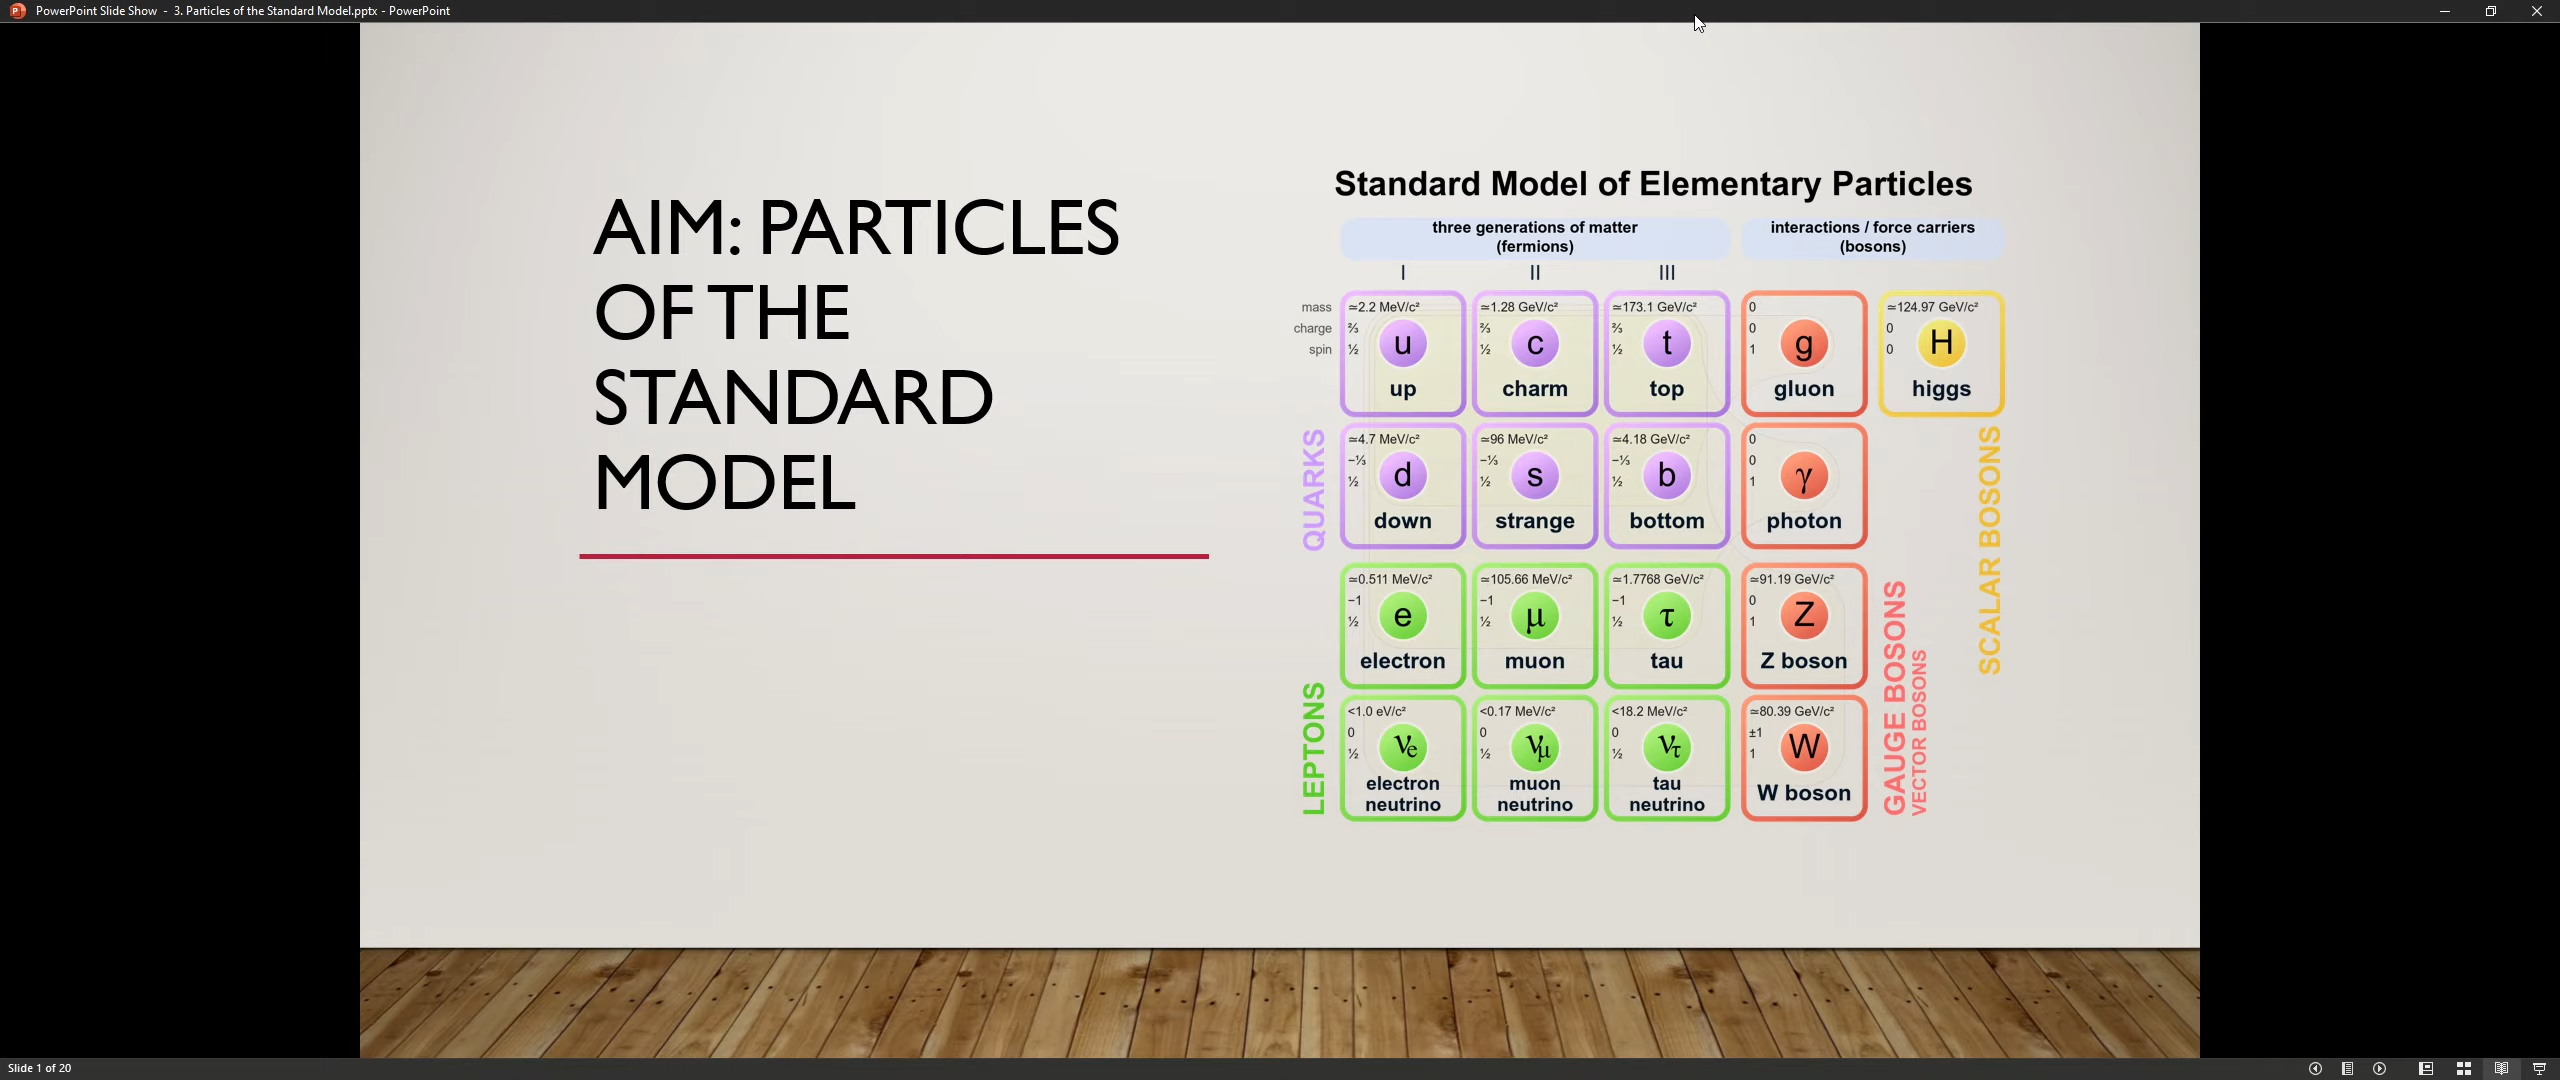 PowerPoint Slide Show - 3. Particles of the Standard Model.pptx - PowerPoint
AIM: PARTICLES
OF THE
STANDARD
MODEL
Standard Model of Elementary Particles
three generations of matter
(fermions)
interactions / force carriers
(bosons)
I II III
mass
charge
spin
≃2.2 MeV/c²
⅔
½
u
up
≃1.28 GeV/c²
⅔
½
c
charm
≃173.1 GeV/c²
⅔
½
t
top
0
0
1
g
gluon
≃124.97 GeV/c²
0
0
H
higgs
QUARKS
≃4.7 MeV/c²
−⅓
½
d
down
≃96 MeV/c²
−⅓
½
s
strange
≃4.18 GeV/c²
−⅓
½
b
bottom
0
0
1
γ
photon
SCALAR BOSONS
≃0.511 MeV/c²
−1
½
e
electron
≃105.66 MeV/c²
−1
½
μ
muon
≃1.7768 GeV/c²
−1
½
τ
tau
≃91.19 GeV/c²
0
1
Z
Z boson
LEPTONS
<1.0 eV/c²
0
½
νe
electron
neutrino
<0.17 MeV/c²
0
½
νμ
muon
neutrino
<18.2 MeV/c²
0
½
ντ
tau
neutrino
≃80.39 GeV/c²
±1
1
W
W boson
GAUGE BOSONS
VECTOR BOSONS
Slide 1 of 20